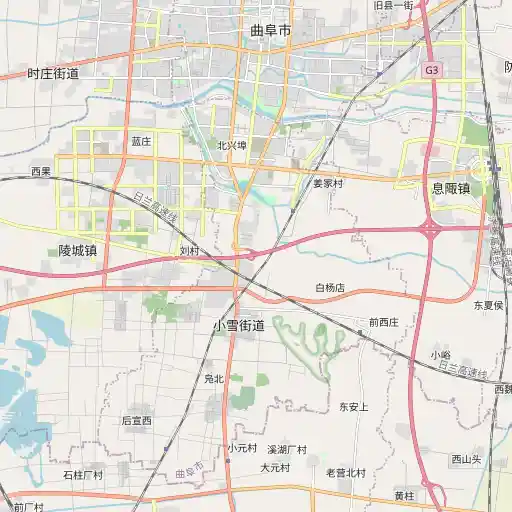 旧县一街
曲阜市
时庄街道
G3
防
蓝庄
北兴埠
西果
姜家村
息陬镇
日兰高速线
陵城镇
刘村
白杨店
东夏侯
小雪街道
前西庄
小峪
日兰高速线
凫北
西魏
东安上
后宣西
小元村
溪湖厂村
西山头
曲阜市
大元村
石柱厂村
老营北村
黄柱
前厂村